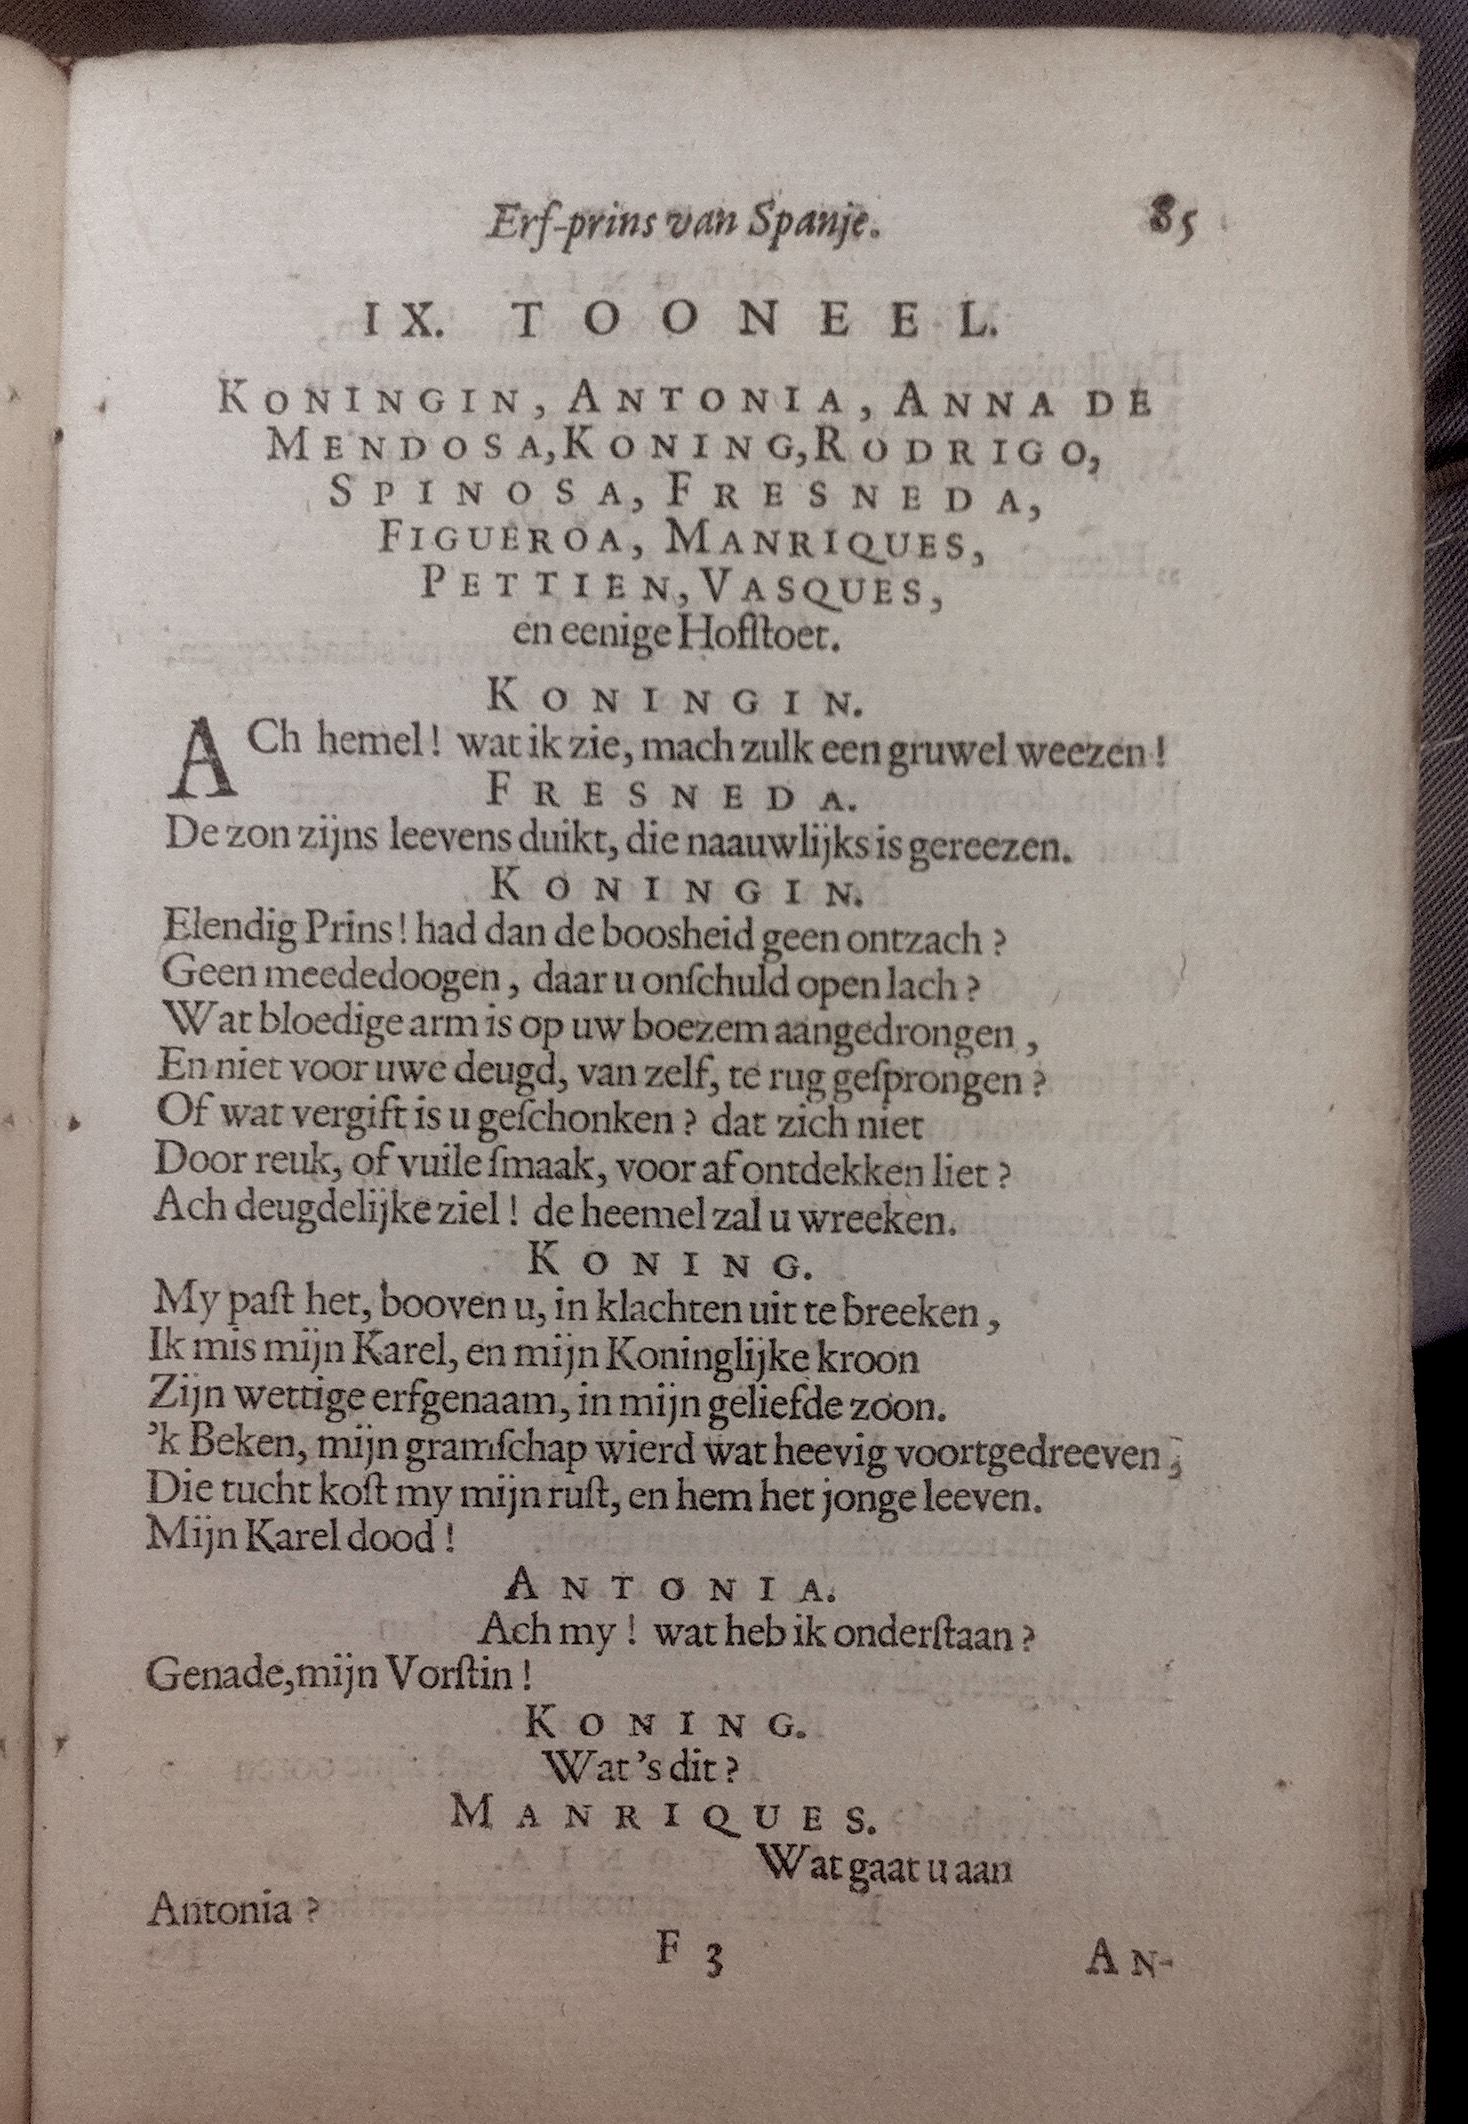 Erf-prins van Spanje. 85
IX. TOONEEL.
KONINGIN, ANTONIA, ANNA DE
MENDOSA, KONING, RODRIGO,
SPINOSA, FRESNEDA,
FIGUEROA, MANRIQUES,
PETTIEN, VASQUES,
en eenige Hofſtoet.
KONINGIN.
ACh hemel! wat ik zie, mach zulk een gruwel weezen!
FRESNEDA.
De zon zijns leevens duikt, die naauwlijks is gereezen.
KONINGIN.
Elendig Prins! had dan de boosheid geen ontzach?
Geen meededoogen, daar u onſchuld open lach?
Wat bloedige arm is op uw boezem aangedrongen,
En niet voor uwe deugd, van zelf, te rug geſprongen?
Of wat vergift is u geſchonken? dat zich niet
Door reuk, of vuile ſmaak, voor af ontdekken liet?
Ach deugdelijke ziel! de heemel zal u wreeken.
KONING.
My paſt het, booven u, in klachten uit te breeken,
Ik mis mijn Karel, en mijn Koninglijke kroon
Zijn wettige erfgenaam, in mijn geliefde zoon.
'k Beken, mijn gramſchap wierd wat heevig voortgedreeven;
Die tucht koſt my mijn ruſt, en hem het jonge leeven.
Mijn Karel dood!
ANTONIA.
Ach my! wat heb ik onderſtaan?
Genade, mijn Vorſtin!
KONING.
Wat 's dit?
MANRIQUES.
Wat gaat u aan
Antonia?
F 3 AN-